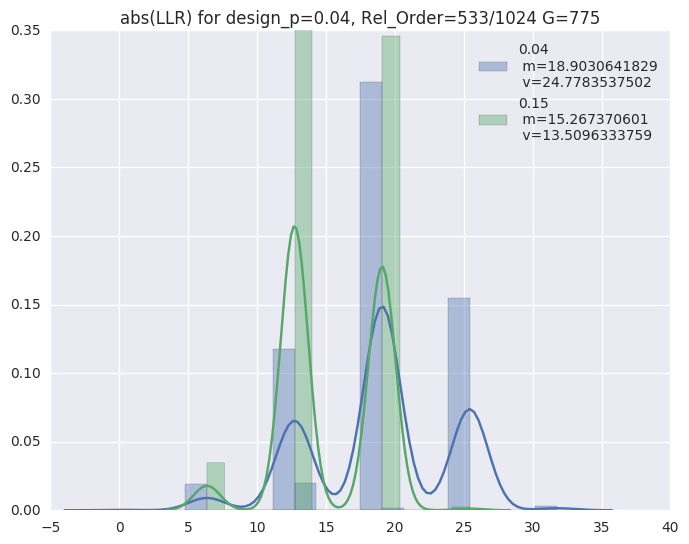 abs(LLR) for design_p=0.04, Rel_Order=533/1024 G=775
0.35
0.30
0.25
0.20
0.15
0.10
0.05
0.00
0.04
m=18.9030641829
v=24.7783537502
0.15
m=15.267370601
v=13.5096333759
−5 0 5 10 15 20 25 30 35 40